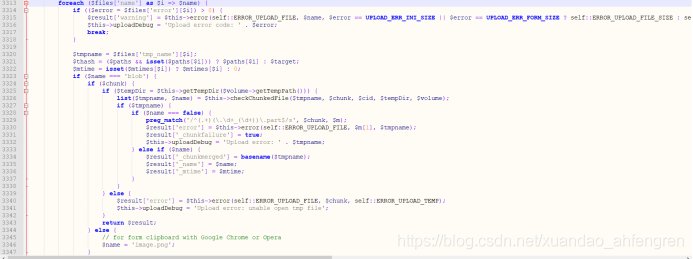 3313 foreach ($files['name'] as $i => $name) {
3314 if (($error = $files['error'][$i]) > 0) {
3315 $result['warning'] = $this->error(self::ERROR_UPLOAD_FILE, $name, $error == UPLOAD_ERR_INI_SIZE || $error == UPLOAD_ERR_FORM_SIZE ? self::ERROR_UPLOAD_FILE_SIZE : se
3316 $this->uploadDebug = 'Upload error code: ' . $error;
3317 break;
3318 }
3319
3320 $tmpname = $files['tmp_name'][$i];
3321 $thash = ($paths && isset($paths[$i])) ? $paths[$i] : $target;
3322 $mtime = isset($mtimes[$i]) ? $mtimes[$i] : 0;
3323 if ($name === 'blob') {
3324 if ($chunk) {
3325 if ($tempDir = $this->getTempDir($volume->getTempPath())) {
3326 list($tmpname, $name) = $this->checkChunkedFile($tmpname, $chunk, $cid, $tempDir, $volume);
3327 if ($tmpname) {
3328 if ($name === false) {
3329 preg_match('/^(.+)(\.\d+_(\d+))\.part$/s', $chunk, $m);
3330 $result['error'] = $this->error(self::ERROR_UPLOAD_FILE, $m[1], $tmpname);
3331 $result['_chunkfailure'] = true;
3332 $this->uploadDebug = 'Upload error: ' . $tmpname;
3333 } else if ($name) {
3334 $result['_chunkmerged'] = basename($tmpname);
3335 $result['_name'] = $name;
3336 $result['_mtime'] = $mtime;
3337 }
3338 }
3339 } else {
3340 $result['error'] = $this->error(self::ERROR_UPLOAD_FILE, $chunk, self::ERROR_UPLOAD_TEMP);
3341 $this->uploadDebug = 'Upload error: unable open tmp file';
3342 }
3343 return $result;
3344 } else {
3345 // for form clipboard with Google Chrome or Opera
3346 $name = 'image.png';
3347 }
https://blog.csdn.net/xuandao_ahfengren